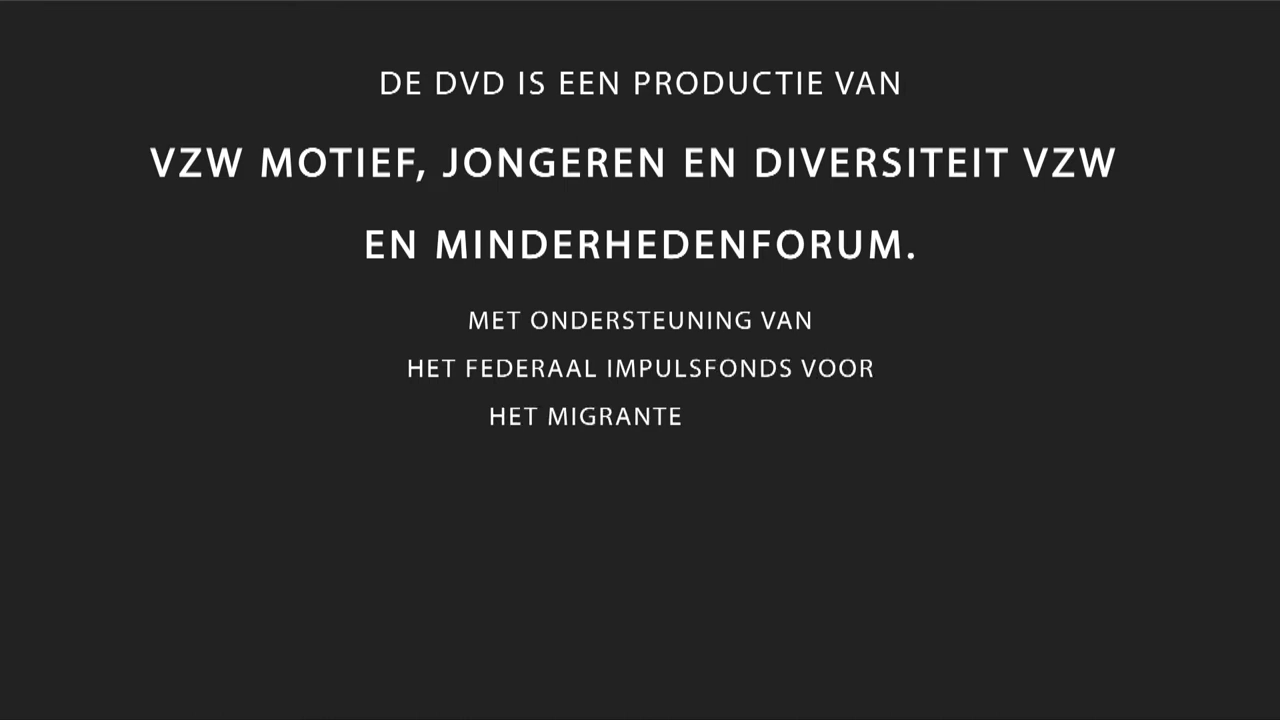 DE DVD IS EEN PRODUCTIE VAN
VZW MOTIEF, JONGEREN EN DIVERSITEIT VZW
EN MINDERHEDENFORUM.
MET ONDERSTEUNING VAN
HET FEDERAAL IMPULSFONDS VOOR
HET MIGRANTE